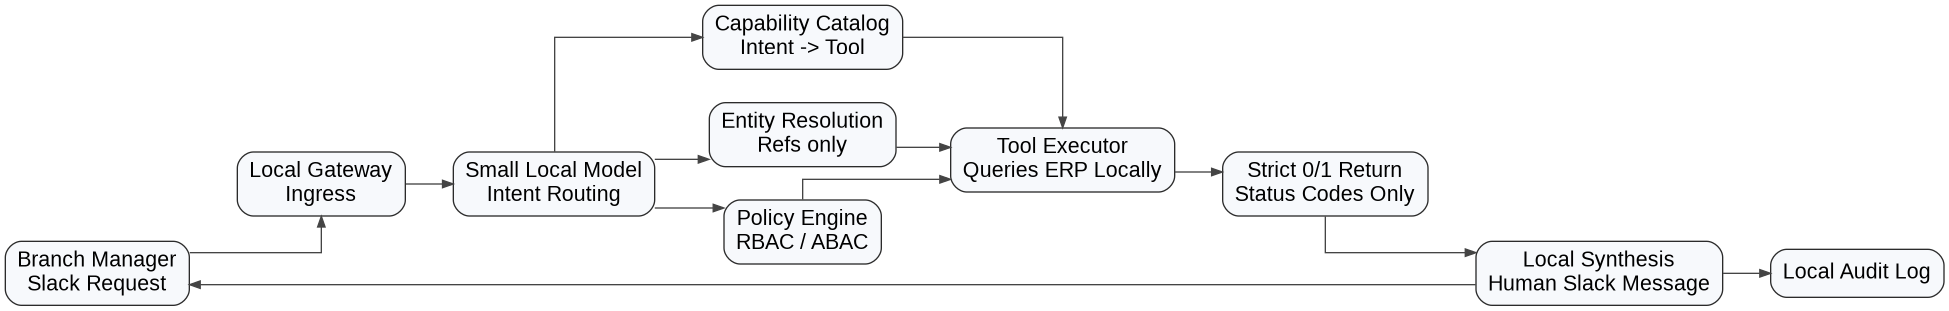 Branch Manager
Slack Request
Local Gateway
Ingress
Small Local Model
Intent Routing
Capability Catalog
Intent -> Tool
Entity Resolution
Refs only
Policy Engine
RBAC / ABAC
Tool Executor
Queries ERP Locally
Strict 0/1 Return
Status Codes Only
Local Synthesis
Human Slack Message
Local Audit Log